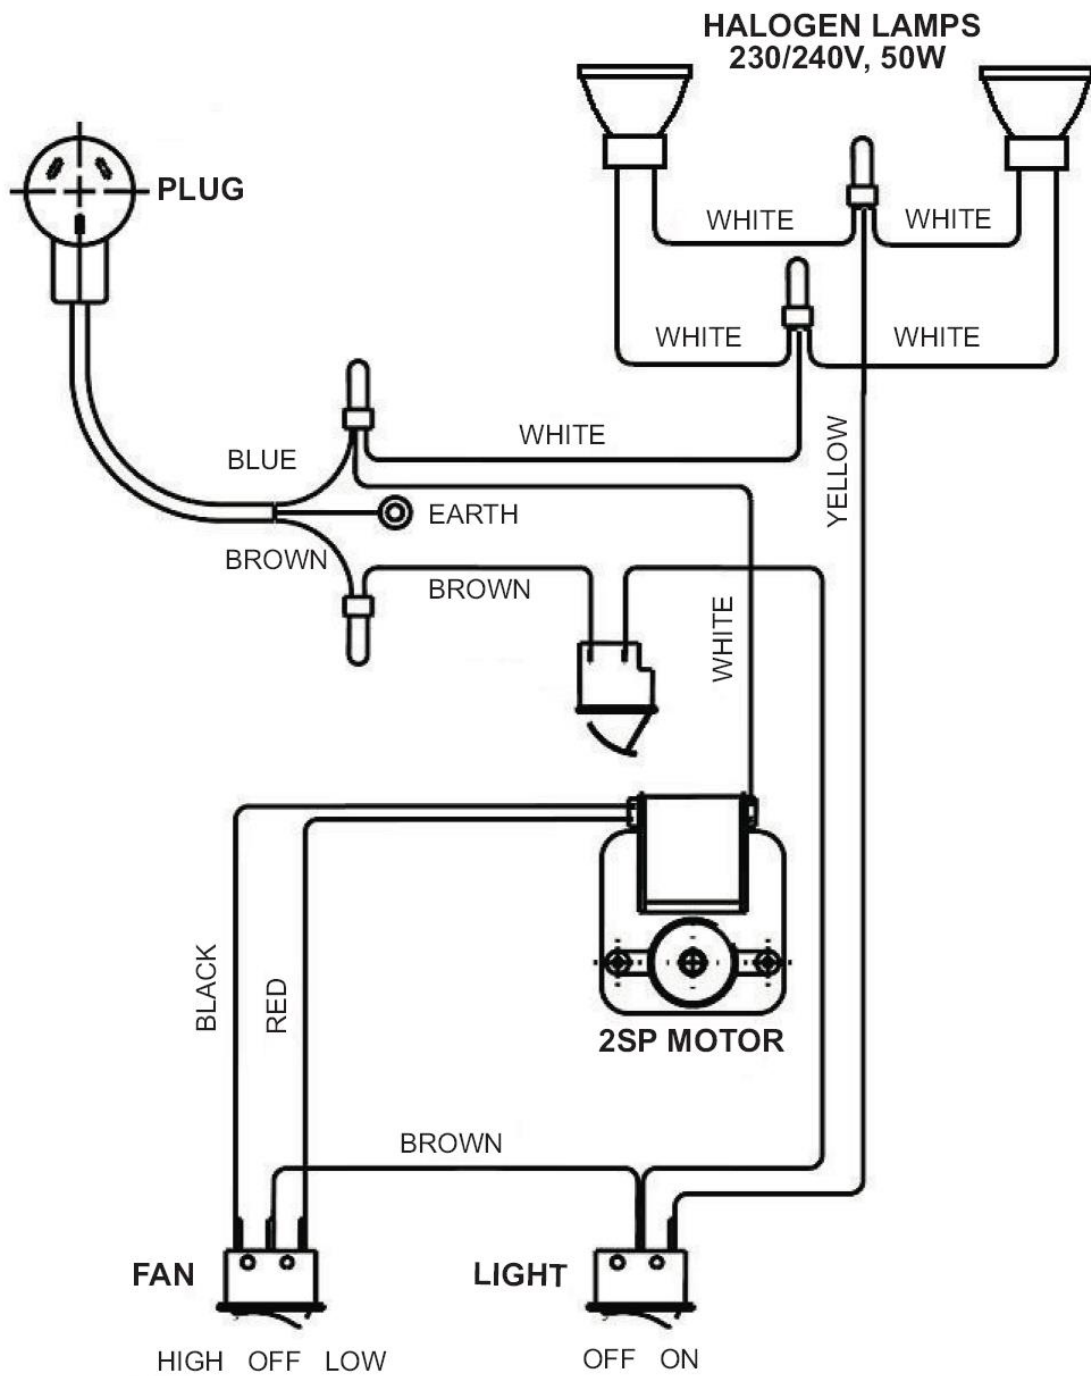 HALOGEN LAMPS
230/240V, 50W
PLUG
WHITE
WHITE
WHITE
WHITE
WHITE
BLUE
YELLOW
EARTH
BROWN
BROWN
WHITE
BLACK
RED
2SP MOTOR
BROWN
FAN
LIGHT
HIGH OFF LOW
OFF ON